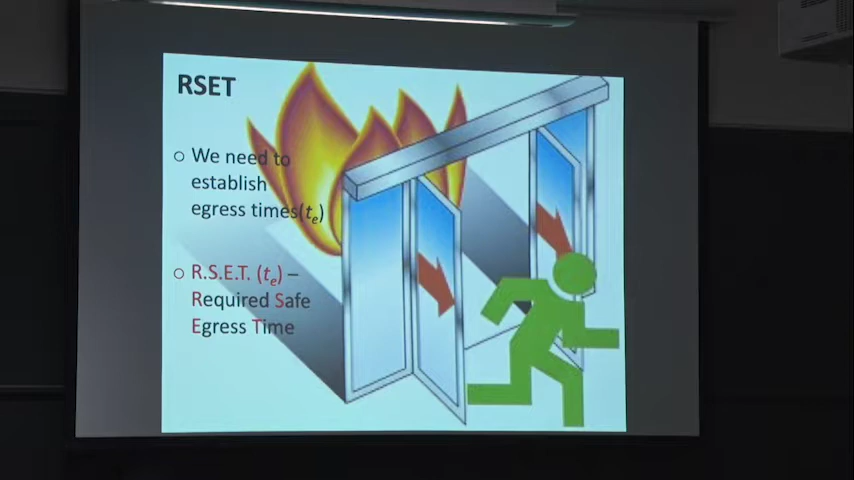 RSET
○ We need to
establish
egress times(te)
○ R.S.E.T. (te) –
Required Safe
Egress Time